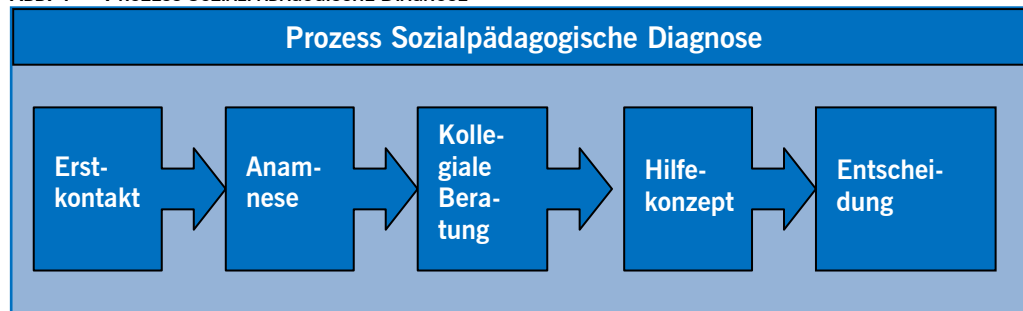 Prozess Sozialpädagogische Diagnose
Erst-
kontakt
Anam-
nese
Kolle-
giale
Bera-
tung
Hilfe-
konzept
Entschei-
dung